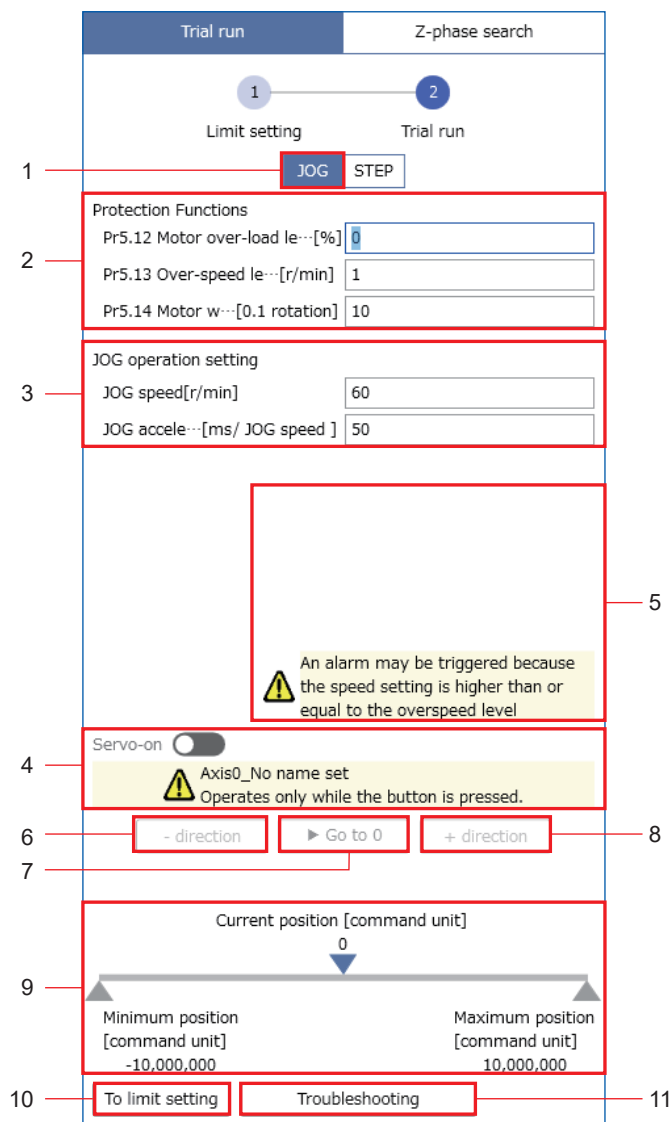 Trial run
Z-phase search
1
2
Limit setting
Trial run
1
JOG
STEP
Protection Functions
2
Pr5.12 Motor over-load le···[%]
0
Pr5.13 Over-speed le···[r/min]
1
Pr5.14 Motor w···[0.1 rotation]
10
JOG operation setting
3
JOG speed[r/min]
60
JOG accele···[ms/ JOG speed ]
50
5
An alarm may be triggered because
the speed setting is higher than or
equal to the overspeed level
4
Servo-on
Axis0_No name set
Operates only while the button is pressed.
6
- direction
▶ Go to 0
+ direction
8
7
Current position [command unit]
0
9
Minimum position
[command unit]
-10,000,000
Maximum position
[command unit]
10,000,000
10
To limit setting
Troubleshooting
11